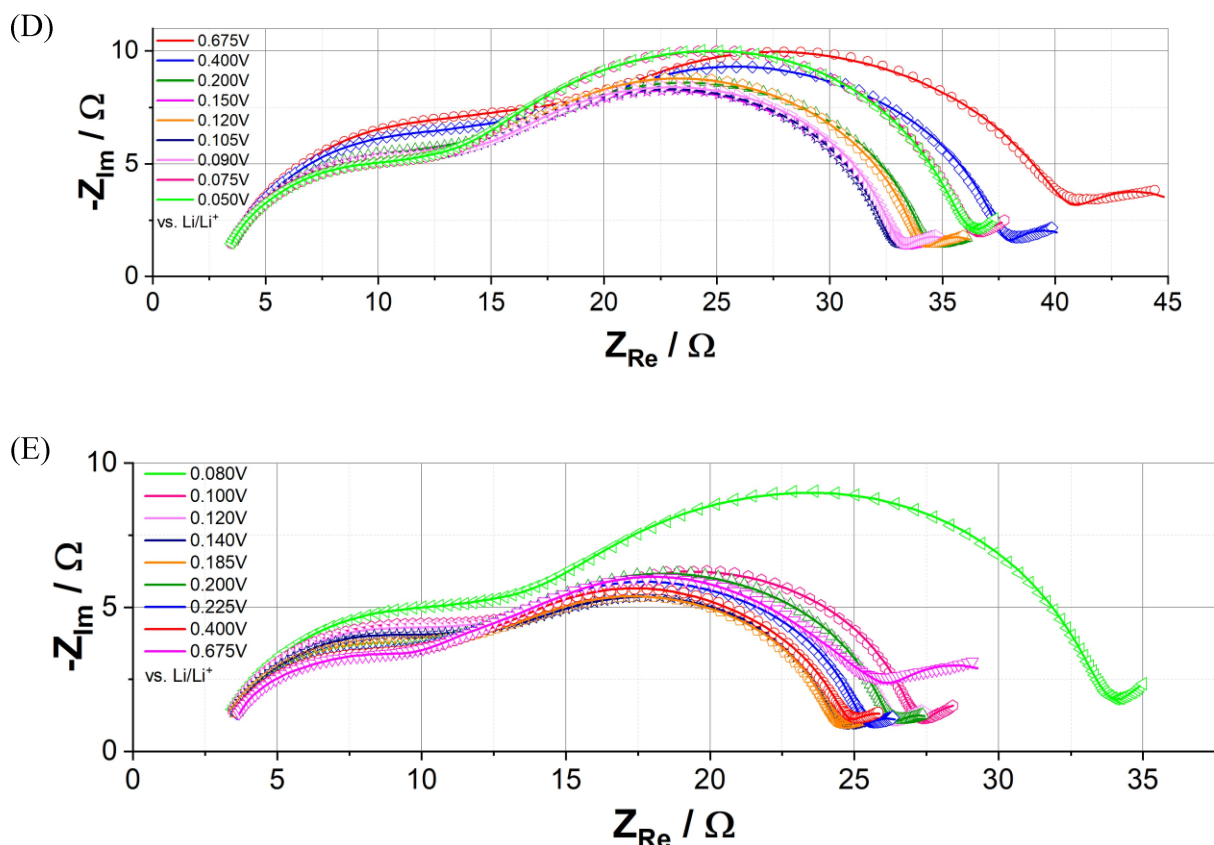 (D)
-Z_Im / Ω
10
5
0
0.675V
0.400V
0.200V
0.150V
0.120V
0.105V
0.090V
0.075V
0.050V
vs. Li/Li⁺
0 5 10 15 20 25 30 35 40 45
Z_Re / Ω
(E)
-Z_Im / Ω
10
5
0
0.080V
0.100V
0.120V
0.140V
0.185V
0.200V
0.225V
0.400V
0.675V
vs. Li/Li⁺
0 5 10 15 20 25 30 35
Z_Re / Ω